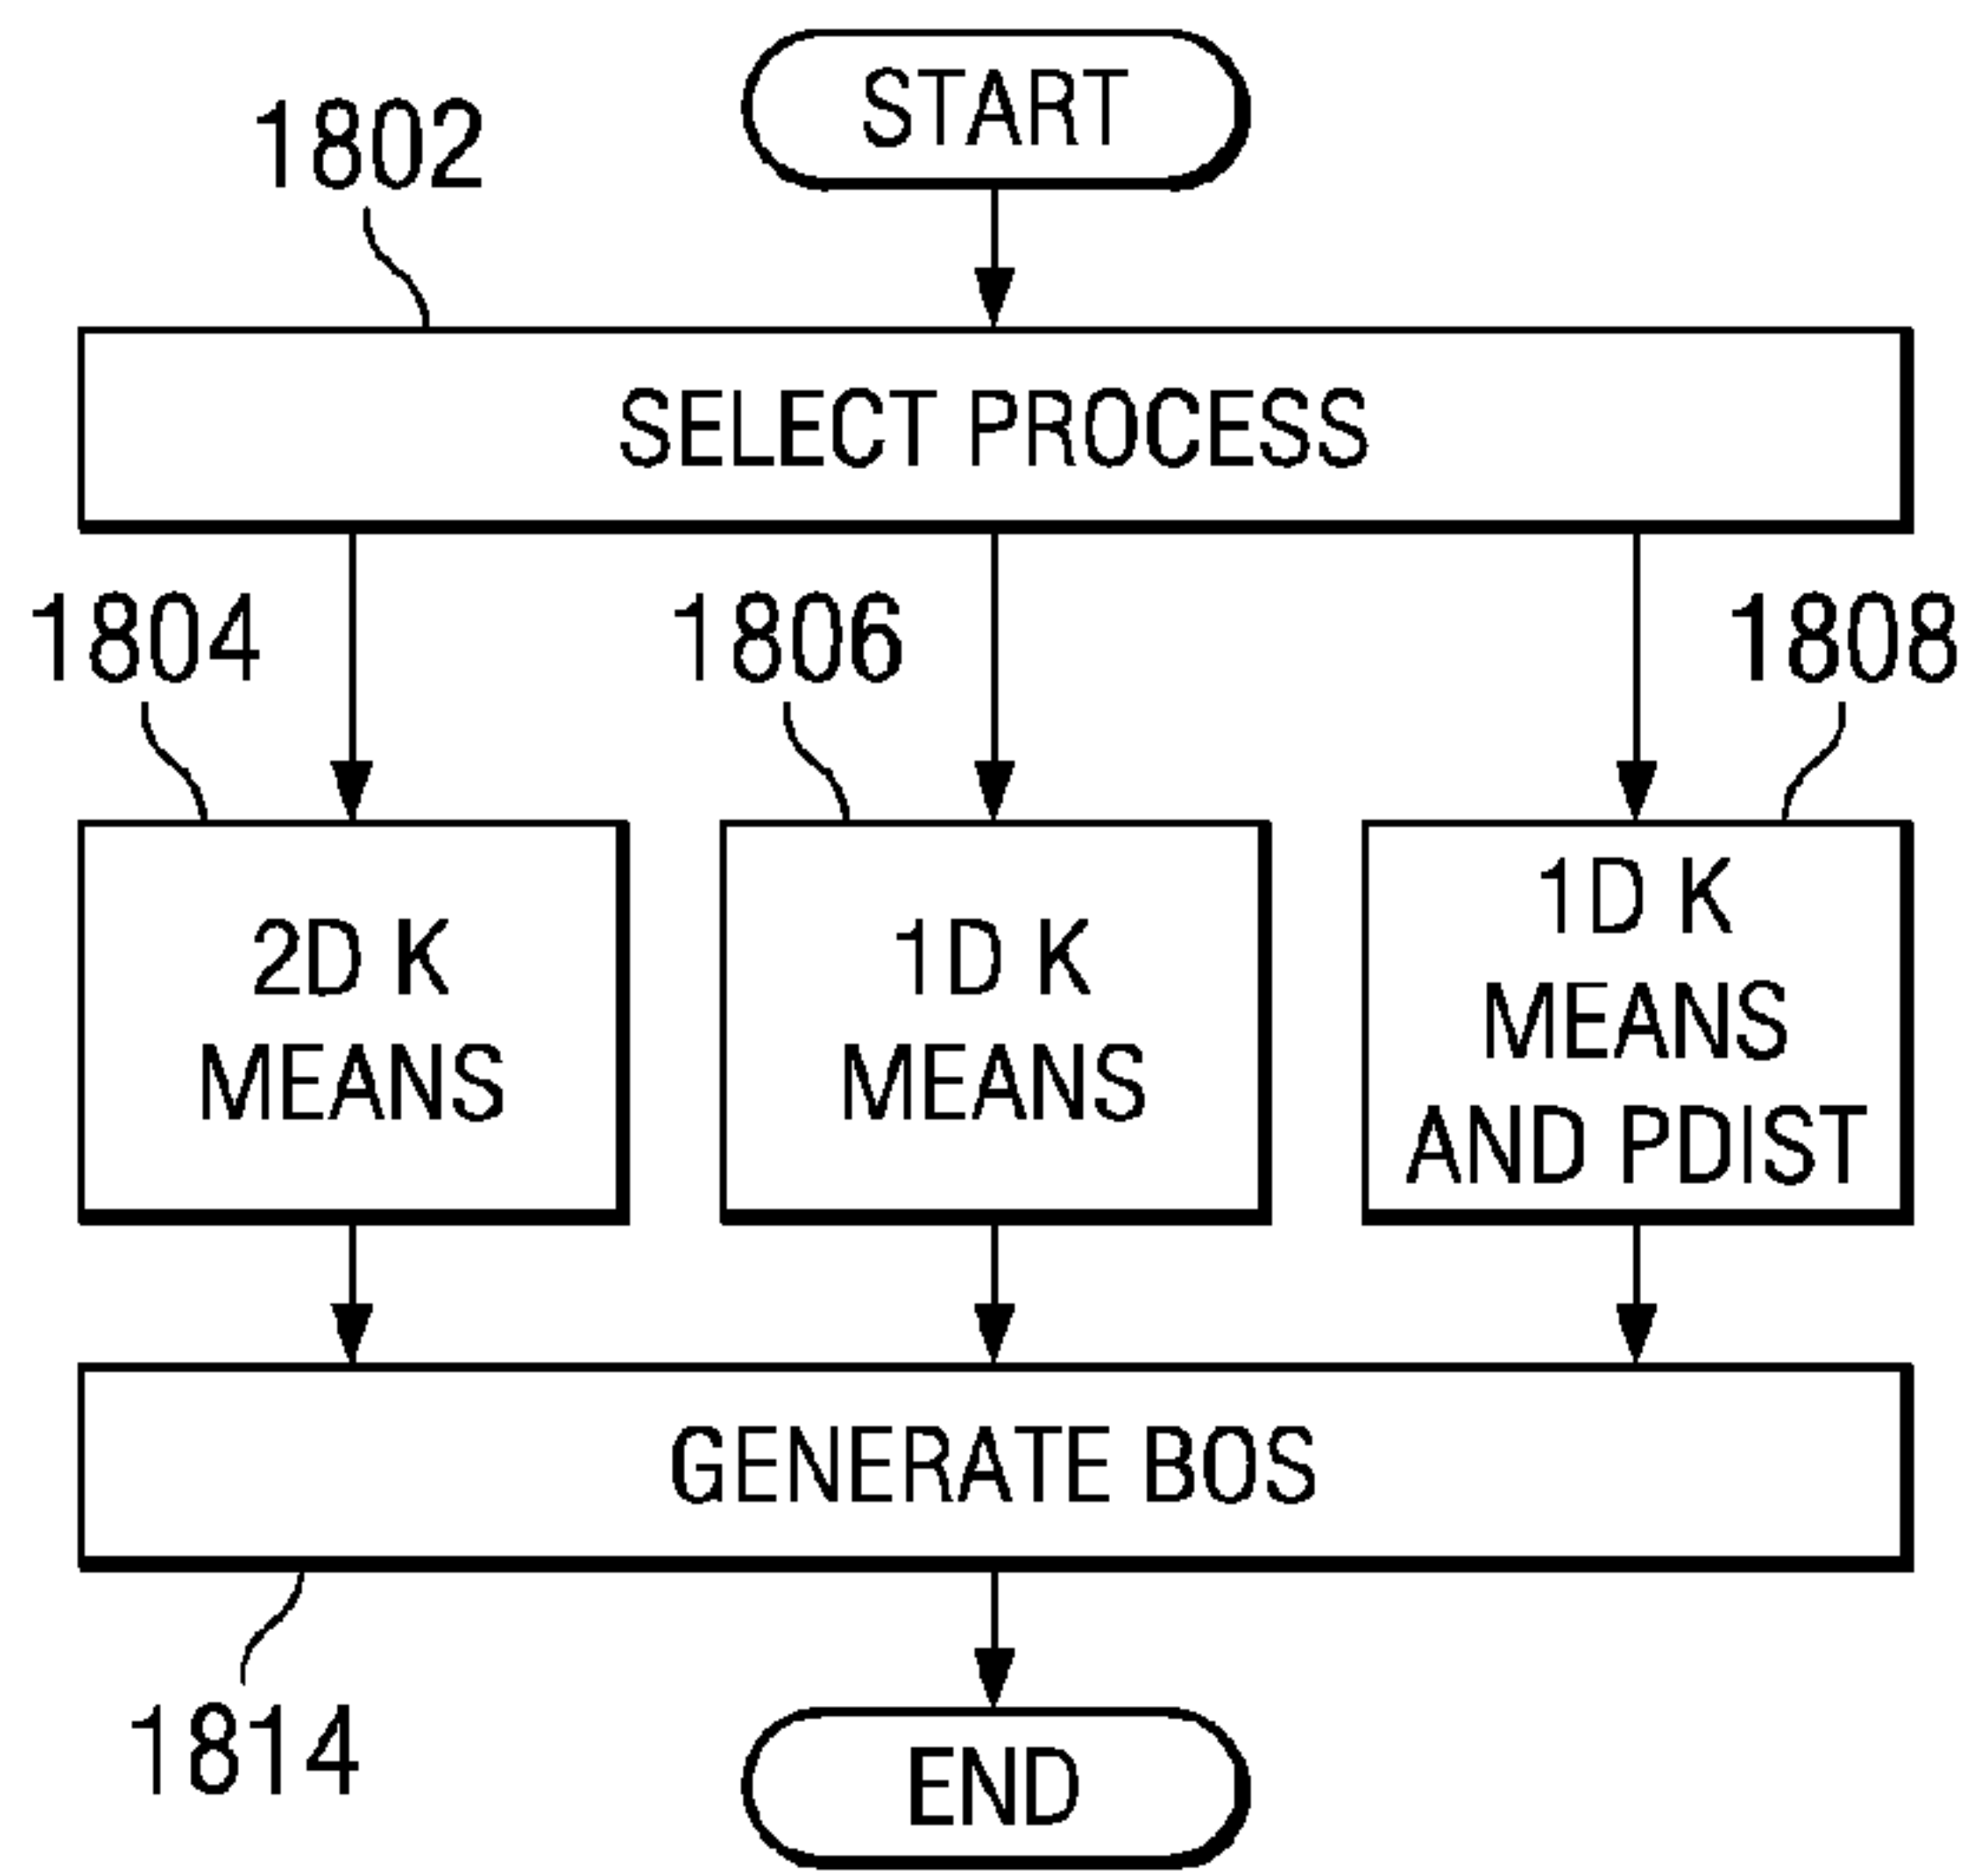 START
1802
SELECT PROCESS
1804
1806
1808
2D K
MEANS
1D K
MEANS
1D K
MEANS
AND PDIST
GENERATE BOS
1814
END